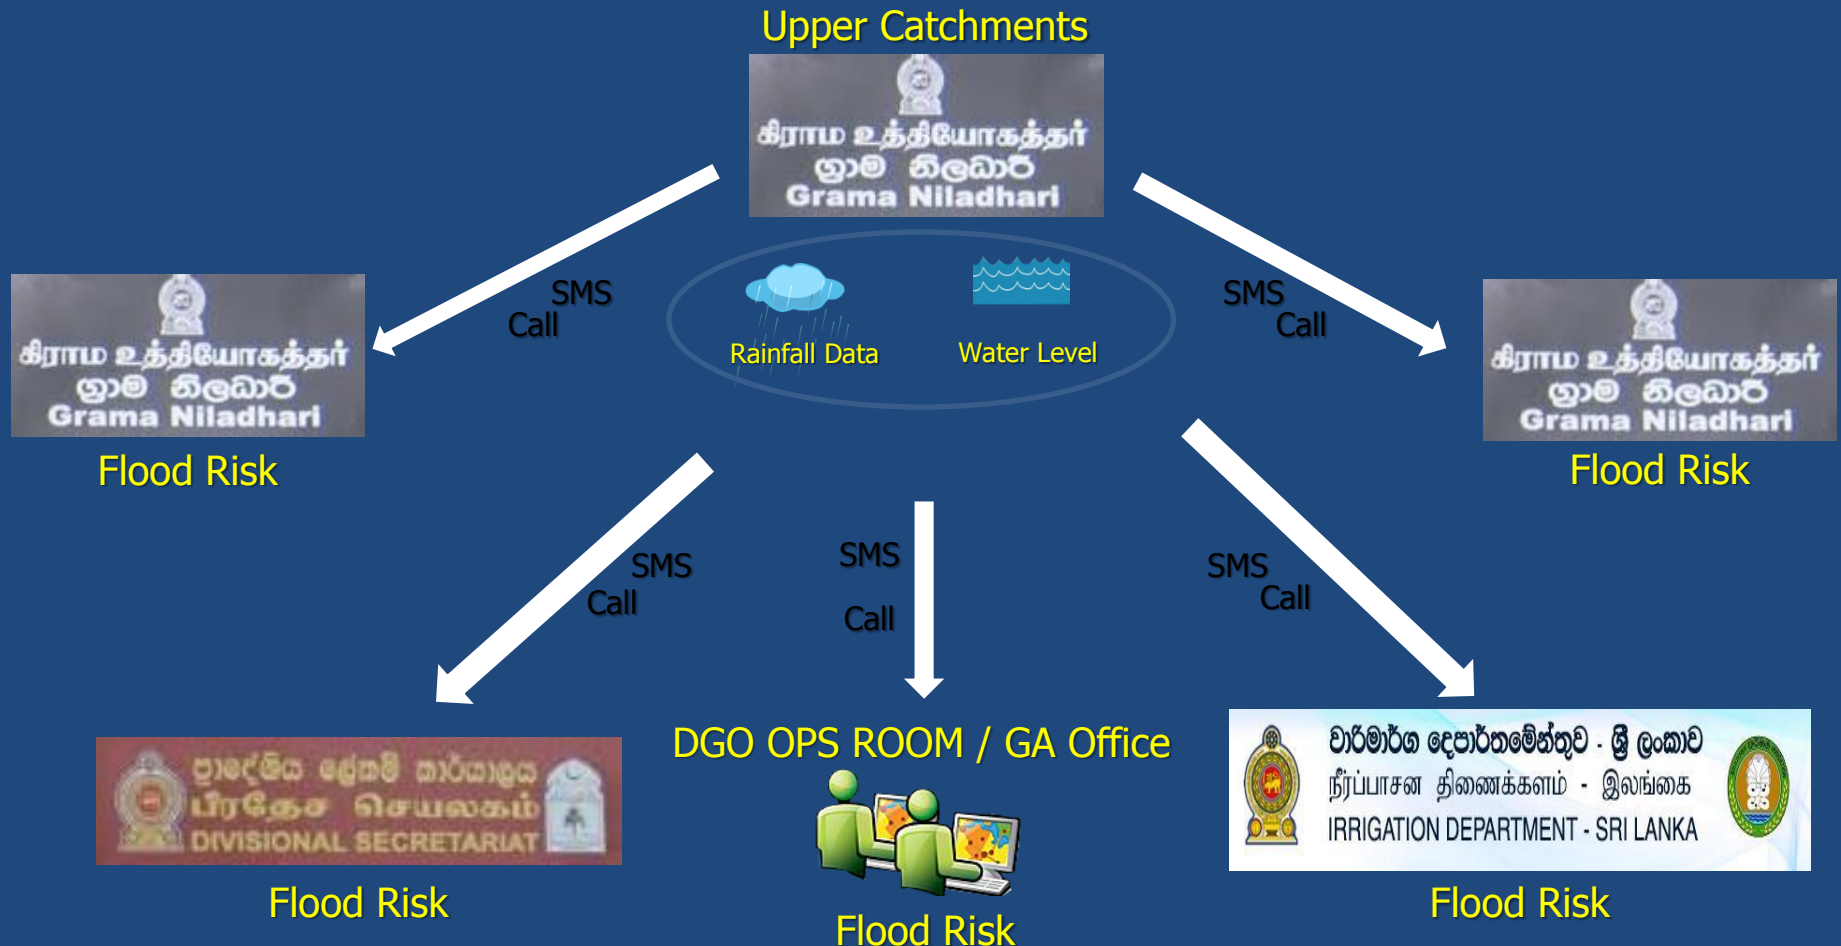 Upper Catchments
கிராம உத்தியோகத்தர்
ග්‍රාම නිලධාරී
Grama Niladhari
SMS
Call
Rainfall Data
Water Level
SMS
Call
கிராம உத்தியோகத்தர்
ග්‍රාම නිලධාරී
Grama Niladhari
Flood Risk
கிராம உத்தியோகத்தர்
ග්‍රාම නිලධාරී
Grama Niladhari
Flood Risk
SMS
Call
SMS
Call
SMS
Call
ප්‍රාදේශීය ලේකම් කාර්යාලය
பிரதேச செயலகம்
DIVISIONAL SECRETARIAT
Flood Risk
DGO OPS ROOM / GA Office
Flood Risk
වාරිමාර්ග දෙපාර්තමේන්තුව - ශ්‍රී ලංකාව
நீர்ப்பாசன திணைக்களம் - இலங்கை
IRRIGATION DEPARTMENT - SRI LANKA
Flood Risk